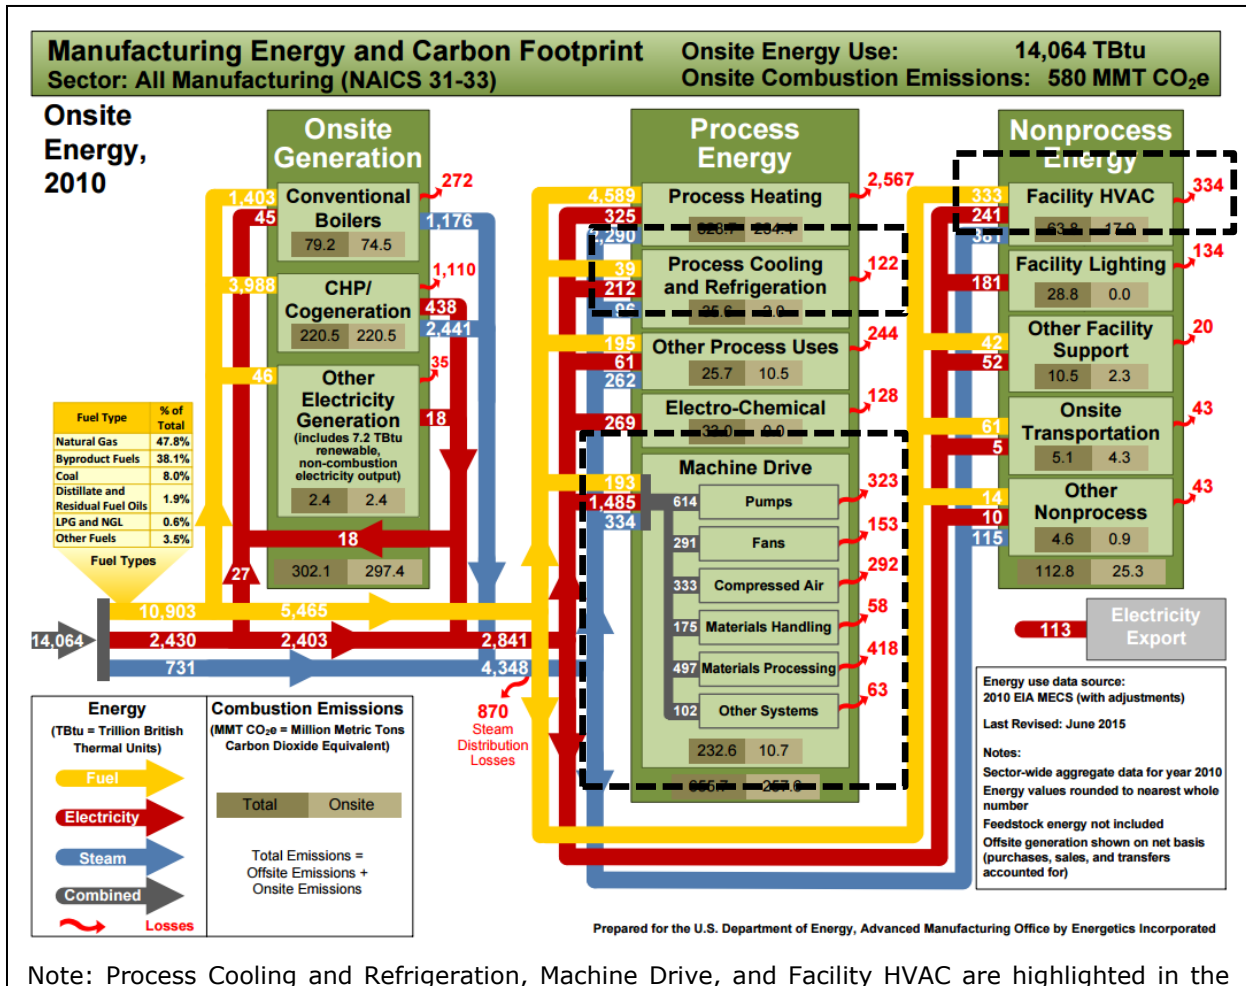 Manufacturing Energy and Carbon Footprint
Sector: All Manufacturing (NAICS 31-33)
Onsite Energy Use: 14,064 TBtu
Onsite Combustion Emissions: 580 MMT CO₂e
Onsite
Energy,
2010
Onsite
Generation
1,403
45
Conventional
Boilers
79.2 74.5
272
1,176
3,988
CHP/
Cogeneration
220.5 220.5
1,110
438
2,441
46
Other
Electricity
Generation
(includes 7.2 TBtu
renewable,
non-combustion
electricity output)
2.4 2.4
35
18
18
302.1 297.4
27
Fuel Type % of Total
Natural Gas 47.8%
Byproduct Fuels 38.1%
Coal 8.0%
Distillate and
Residual Fuel Oils 1.9%
LPG and NGL 0.6%
Other Fuels 3.5%
Fuel Types
14,064
10,903 5,465
2,430 2,403 2,841
731 4,348
870
Steam
Distribution
Losses
Process
Energy
4,589
325
2,290
Process Heating
2,567
39
212
96
Process Cooling
and Refrigeration
122
195
61
262
Other Process Uses
25.7 10.5
244
269
Electro-Chemical
128
193
1,485
334
Machine Drive
614 Pumps 323
291 Fans 153
333 Compressed Air 292
175 Materials Handling 58
497 Materials Processing 418
102 Other Systems 63
232.6 10.7
Nonprocess
Energy
333
241
381
Facility HVAC
334
181
Facility Lighting
28.8 0.0
134
42
52
Other Facility
Support
10.5 2.3
20
61
5
Onsite
Transportation
5.1 4.3
43
14
10
115
Other
Nonprocess
4.6 0.9
43
112.8 25.3
113
Electricity
Export
Energy
(TBtu = Trillion British
Thermal Units)
Fuel
Electricity
Steam
Combined
Losses
Combustion Emissions
(MMT CO₂e = Million Metric Tons
Carbon Dioxide Equivalent)
Total Onsite
Total Emissions =
Offsite Emissions +
Onsite Emissions
Energy use data source:
2010 EIA MECS (with adjustments)
Last Revised: June 2015
Notes:
Sector-wide aggregate data for year 2010
Energy values rounded to nearest whole
number
Feedstock energy not included
Offsite generation shown on net basis
(purchases, sales, and transfers
accounted for)
Prepared for the U.S. Department of Energy, Advanced Manufacturing Office by Energetics Incorporated
Note: Process Cooling and Refrigeration, Machine Drive, and Facility HVAC are highlighted in the